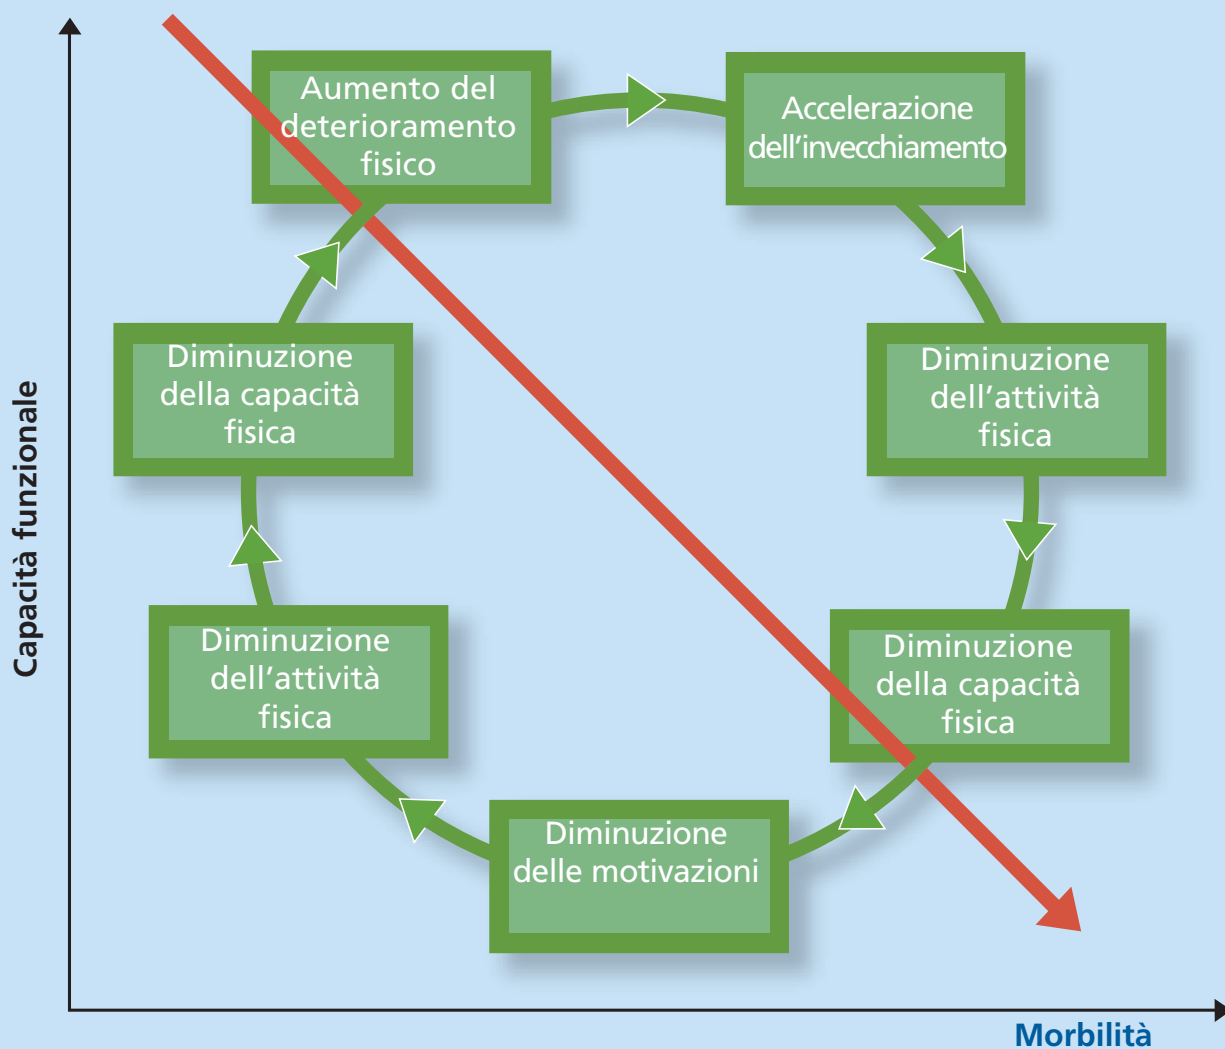 Aumento del
deterioramento
fisico
Accelerazione
dell'invecchiamento
Diminuzione
dell'attività
fisica
Diminuzione
della capacità
fisica
Diminuzione
delle motivazioni
Diminuzione
dell'attività
fisica
Diminuzione
della capacità
fisica
Capacità funzionale
Morbilità